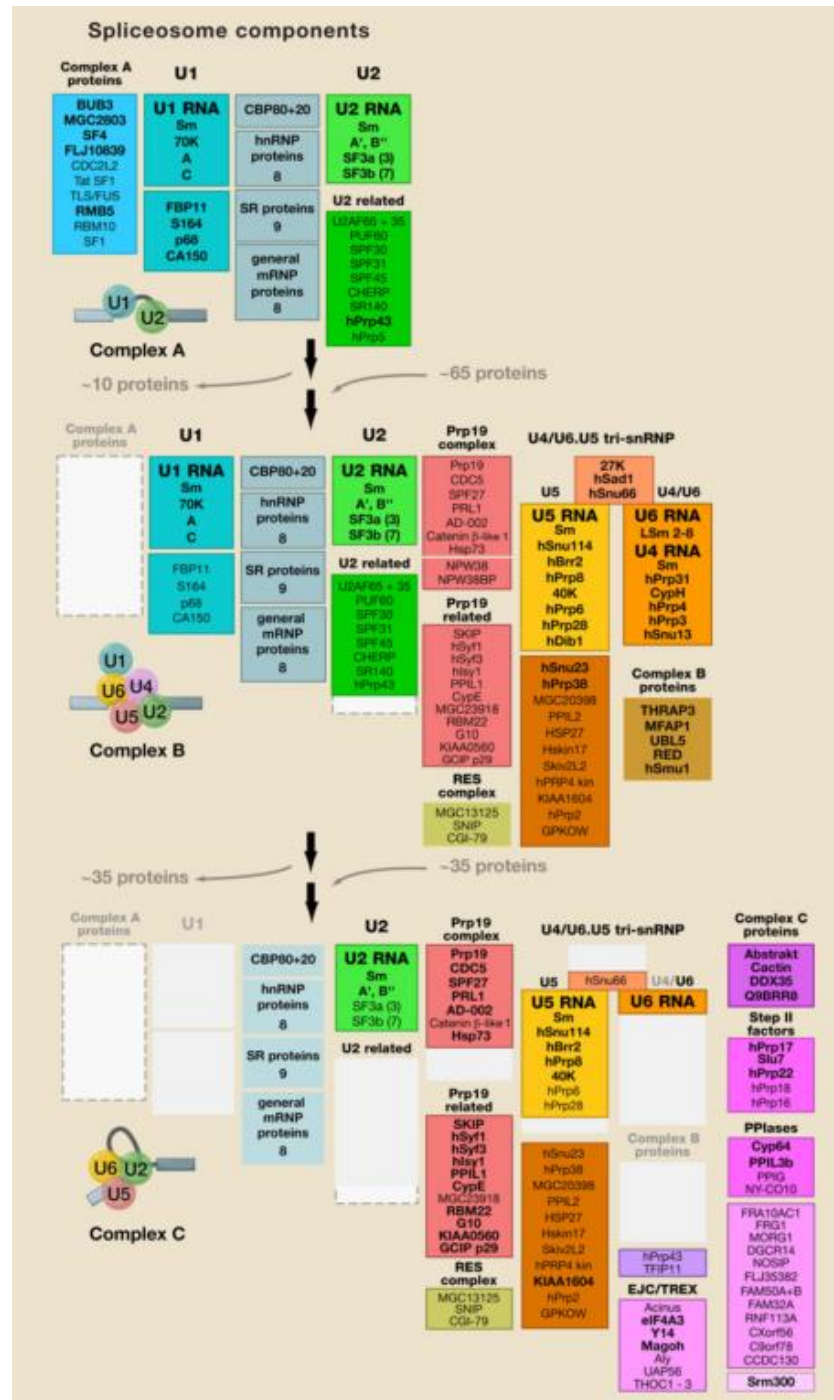 Spliceosome components
Complex A
proteins
U1
U2
BUB3
MGC2803
SF4
FLJ10839
CDC2L2
Tat SF1
TLS/FUS
RMB5
RBM10
SF1
U1 RNA
Sm
70K
A
C
FBP11
S164
p68
CA150
CBP80+20
hnRNP
proteins
8
SR proteins
9
general
mRNP
proteins
8
U2 RNA
Sm
A', B''
SF3a (3)
SF3b (7)
U2 related
U2AF65 + 35
PUF60
SPF30
SPF31
SPF45
CHERP
SR140
hPrp43
hPrp5
U1
U2
Complex A
~10 proteins
~65 proteins
Complex A
proteins
U1
U1 RNA
Sm
70K
A
C
FBP11
S164
p68
CA150
CBP80+20
hnRNP
proteins
8
SR proteins
9
general
mRNP
proteins
8
U2
U2 RNA
Sm
A', B''
SF3a (3)
SF3b (7)
U2 related
U2AF65 + 35
PUF60
SPF30
SPF31
SPF45
CHERP
SR140
hPrp43
Prp19
complex
Prp19
CDC5
SPF27
PRL1
AD-002
Catenin β-like 1
Hsp73
NPW38
NPW38BP
Prp19
related
SKIP
hSyf1
hSyf3
hIsy1
PPIL1
CypE
MGC23918
RBM22
G10
KIAA0560
GCIP p29
RES
complex
MGC13125
SNIP
CGI-79
U4/U6.U5 tri-snRNP
27K
hSad1
hSnu66
U5
U4/U6
U5 RNA
Sm
hSnu114
hBrr2
hPrp8
40K
hPrp6
hPrp28
hDib1
hSnu23
hPrp38
MGC20398
PPIL2
HSP27
Hskin17
Skiv2L2
hPRP4 kin
KIAA1604
hPrp2
GPKOW
U6 RNA
LSm 2-8
U4 RNA
Sm
hPrp31
CypH
hPrp4
hPrp3
hSnu13
Complex B
proteins
THRAP3
MFAP1
UBL5
RED
hSmu1
U1
U6
U4
U5
U2
Complex B
~35 proteins
~35 proteins
Complex A
proteins
U1
CBP80+20
hnRNP
proteins
8
SR proteins
9
general
mRNP
proteins
8
U2
U2 RNA
Sm
A', B''
SF3a (3)
SF3b (7)
U2 related
Prp19
complex
Prp19
CDC5
SPF27
PRL1
AD-002
Catenin β-like 1
Hsp73
Prp19
related
SKIP
hSyf1
hSyf3
hIsy1
PPIL1
CypE
MGC23918
RBM22
G10
KIAA0560
GCIP p29
RES
complex
MGC13125
SNIP
CGI-79
U4/U6.U5 tri-snRNP
U5
hSnu66
U4/U6
U5 RNA
Sm
hSnu114
hBrr2
hPrp8
40K
hPrp6
hPrp28
hSnu23
hPrp38
MGC20398
PPIL2
HSP27
Hskin17
Skiv2L2
hPRP4 kin
KIAA1604
hPrp2
GPKOW
U6 RNA
Complex B
proteins
hPrp43
TFIP11
EJC/TREX
Acinus
eIF4A3
Y14
Magoh
Aly
UAP56
THOC1 - 3
Complex C
proteins
Abstrakt
Cactin
DDX35
Q9BRR8
Step II
factors
hPrp17
Slu7
hPrp22
hPrp18
hPrp16
PPIases
Cyp64
PPIL3b
PPIG
NY-CO10
FRA10AC1
FRG1
MORG1
DGCR14
NOSIP
FLJ35382
FAM50A+B
FAM32A
RNF113A
CXorf56
C9orf78
CCDC130
Srm300
U6
U2
U5
Complex C